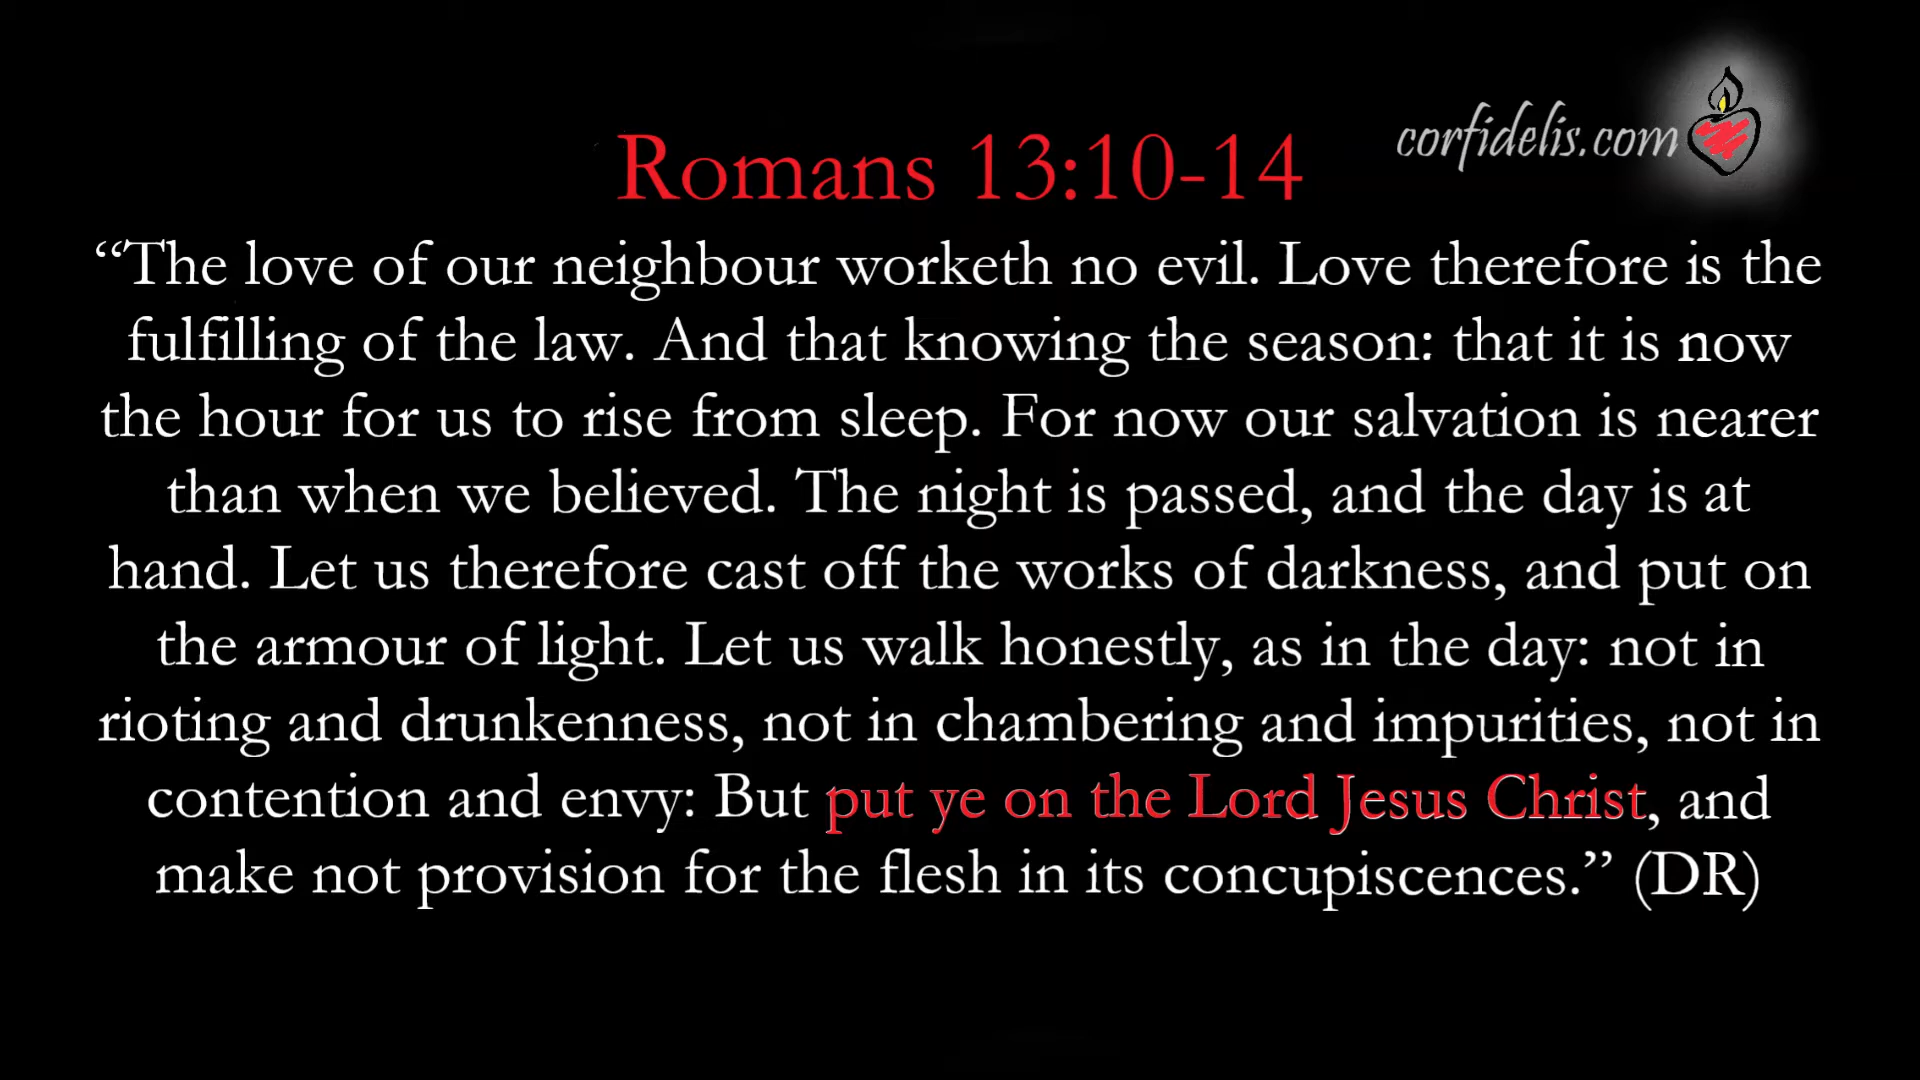 corfidelis.com
Romans 13:10-14
“The love of our neighbour worketh no evil. Love therefore is the
fulfilling of the law. And that knowing the season: that it is now
the hour for us to rise from sleep. For now our salvation is nearer
than when we believed. The night is passed, and the day is at
hand. Let us therefore cast off the works of darkness, and put on
the armour of light. Let us walk honestly, as in the day: not in
rioting and drunkenness, not in chambering and impurities, not in
contention and envy: But put ye on the Lord Jesus Christ, and
make not provision for the flesh in its concupiscences.” (DR)